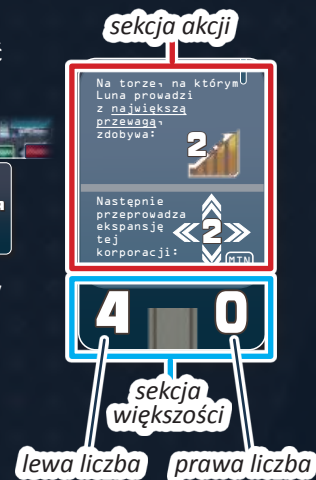 sekcja akcji
Na torze, na którym
Luna prowadzi
z największą
przewagą,
zdobywa:
2
Następnie
przeprowadza
ekspansję
tej
korporacji:
2
MIN
4 0
sekcja
większości
lewa liczba prawa liczba